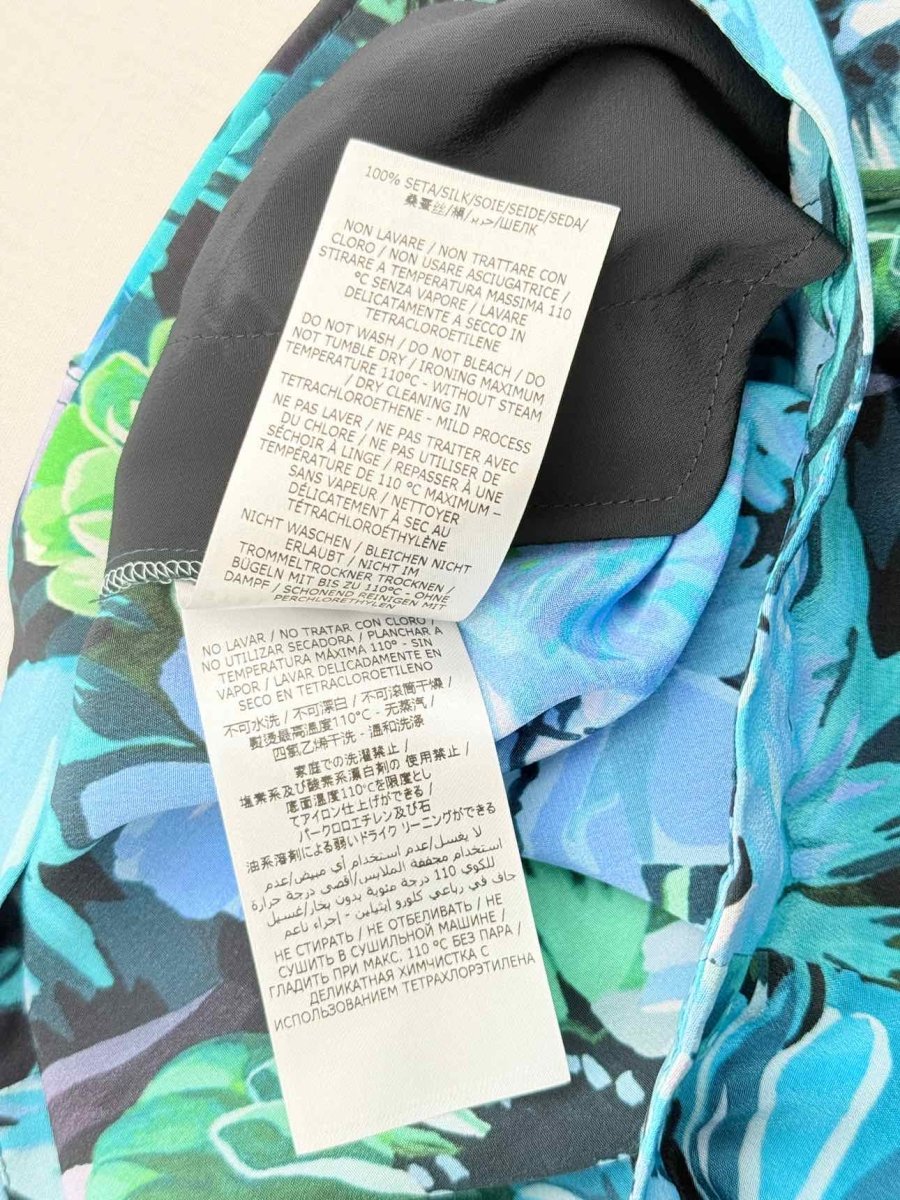 100% SETA/SILK/SOIE/SEIDE/SEDA/
桑蚕丝/絹/حرير/ШЕЛК
NON LAVARE / NON TRATTARE CON
CLORO / NON USARE ASCIUGATRICE /
STIRARE A TEMPERATURA MASSIMA 110
°C SENZA VAPORE / LAVARE
DELICATAMENTE A SECCO IN
TETRACLOROETILENE
DO NOT WASH / DO NOT BLEACH / DO
NOT TUMBLE DRY / IRONING MAXIMUM
TEMPERATURE 110°C - WITHOUT STEAM
/ DRY CLEANING IN
TETRACHLOROETHENE - MILD PROCESS
NE PAS LAVER / NE PAS TRAITER AVEC
DU CHLORE / NE PAS UTILISER DE
SÉCHOIR À LINGE / REPASSER À UNE
TEMPÉRATURE DE 110 °C MAXIMUM –
SANS VAPEUR / NETTOYER
DÉLICATEMENT À SEC AU
TÉTRACHLOROÉTHYLÈNE
NICHT WASCHEN / BLEICHEN NICHT
ERLAUBT / NICHT IM
TROMMELTROCKNER TROCKNEN /
BÜGELN MIT BIS ZU 110°C - OHNE
DAMPF / SCHONEND REINIGEN MIT
PERCHLORETHYLEN
NO LAVAR / NO TRATAR CON CLORO /
NO UTILIZAR SECADORA / PLANCHAR A
TEMPERATURA MÁXIMA 110º - SIN
VAPOR / LAVAR DELICADAMENTE EN
SECO EN TETRACLOROETILENO
不可水洗 / 不可漂白 / 不可滚筒干燥 /
熨烫最高温度110°C - 无蒸汽 /
四氯乙烯干洗 - 温和洗涤
家庭での洗濯禁止 /
塩素系及び酸素系漂白剤の 使用禁止 /
底面温度110℃を限度とし
てアイロン仕上げができる /
パークロロエチレン及び石
油系溶剤による弱いドライク リーニングができる
لا يغسل/عدم استخدام أي مبيض/عدم
استخدام مجففة الملابس/أقصى درجة حرارة
للكوي 110 درجة مئوية بدون بخار/غسيل
جاف في رباعي كلورو إيثيلين - إجراء ناعم
НЕ СТИРАТЬ / НЕ ОТБЕЛИВАТЬ / НЕ
СУШИТЬ В СУШИЛЬНОЙ МАШИНЕ /
ГЛАДИТЬ ПРИ МАКС. 110 °C БЕЗ ПАРА /
ДЕЛИКАТНАЯ ХИМЧИСТКА С
ИСПОЛЬЗОВАНИЕМ ТЕТРАХЛОРЭТИЛЕНА